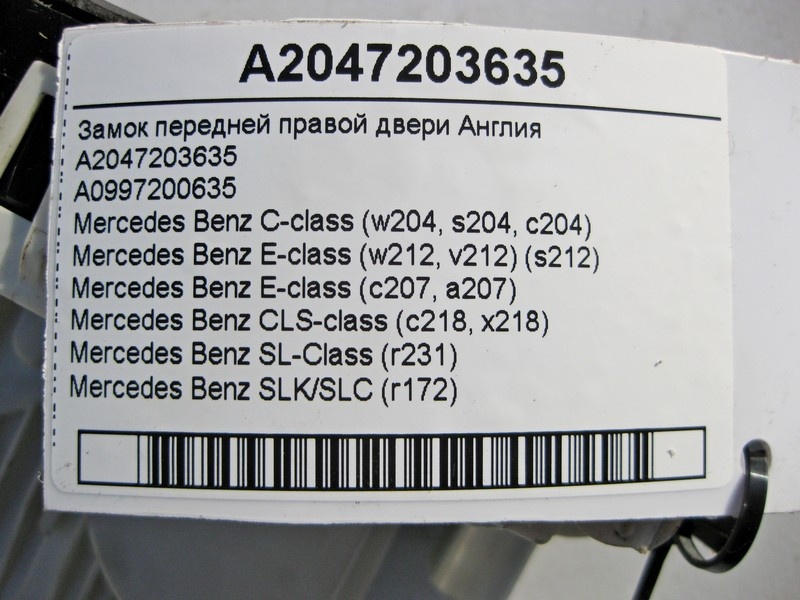 A2047203635
Замок передней правой двери Англия
A2047203635
A0997200635
Mercedes Benz C-class (w204, s204, c204)
Mercedes Benz E-class (w212, v212) (s212)
Mercedes Benz E-class (c207, a207)
Mercedes Benz CLS-class (c218, x218)
Mercedes Benz SL-Class (r231)
Mercedes Benz SLK/SLC (r172)